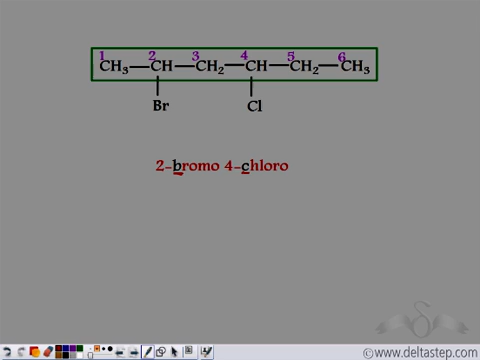 1 2 3 4 5 6
CH₃—CH—CH₂—CH—CH₂—CH₃
Br Cl
2-bromo 4-chloro
© www.deltastep.com